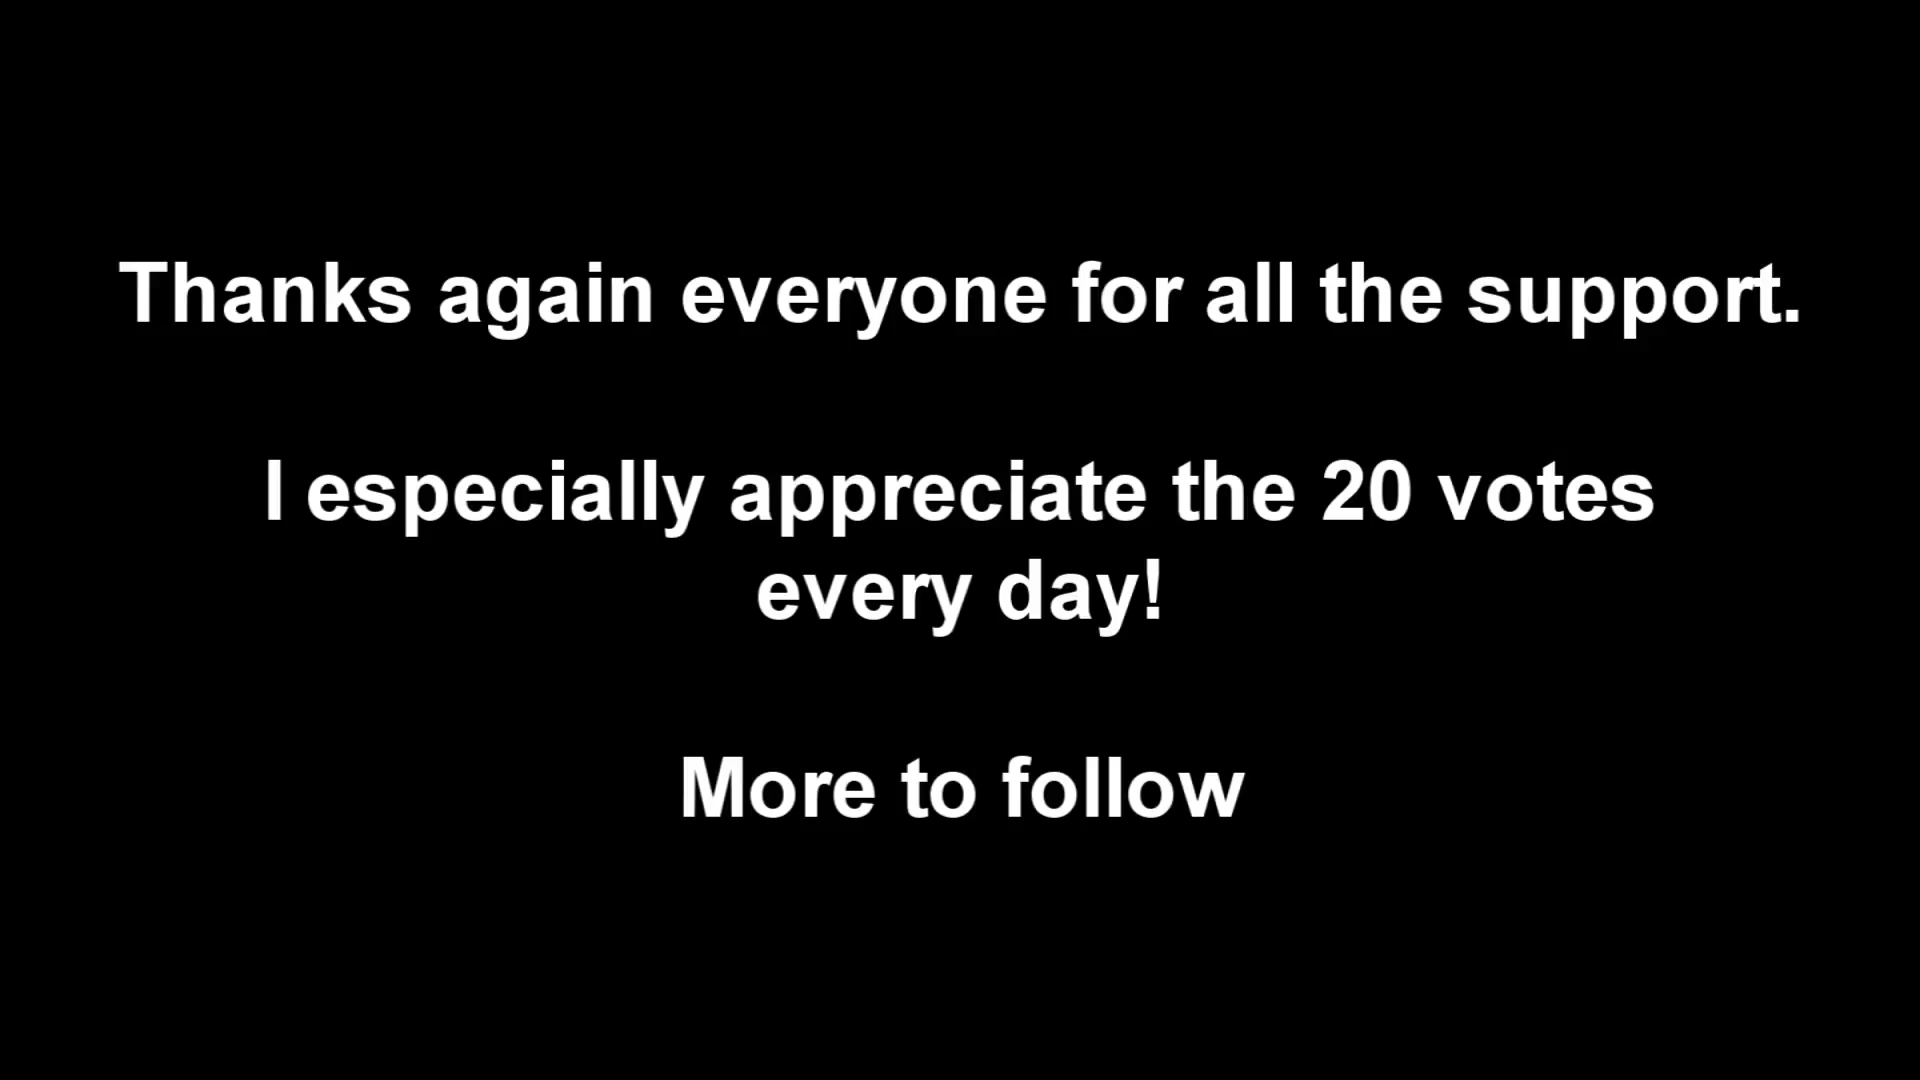 Thanks again everyone for all the support.
I especially appreciate the 20 votes
every day!
More to follow